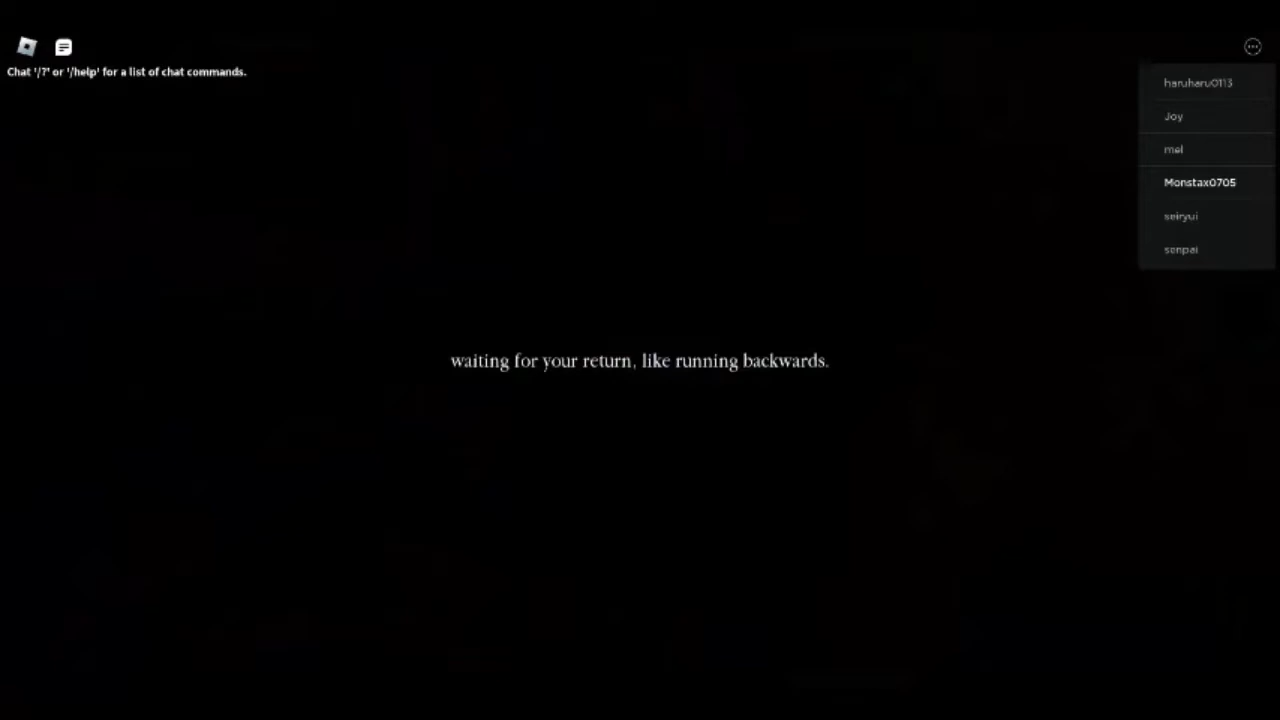 Chat '/?' or '/help' for a list of chat commands.
haruharu0113
Joy
mel
Monstax0705
seiryui
senpai
waiting for your return, like running backwards.